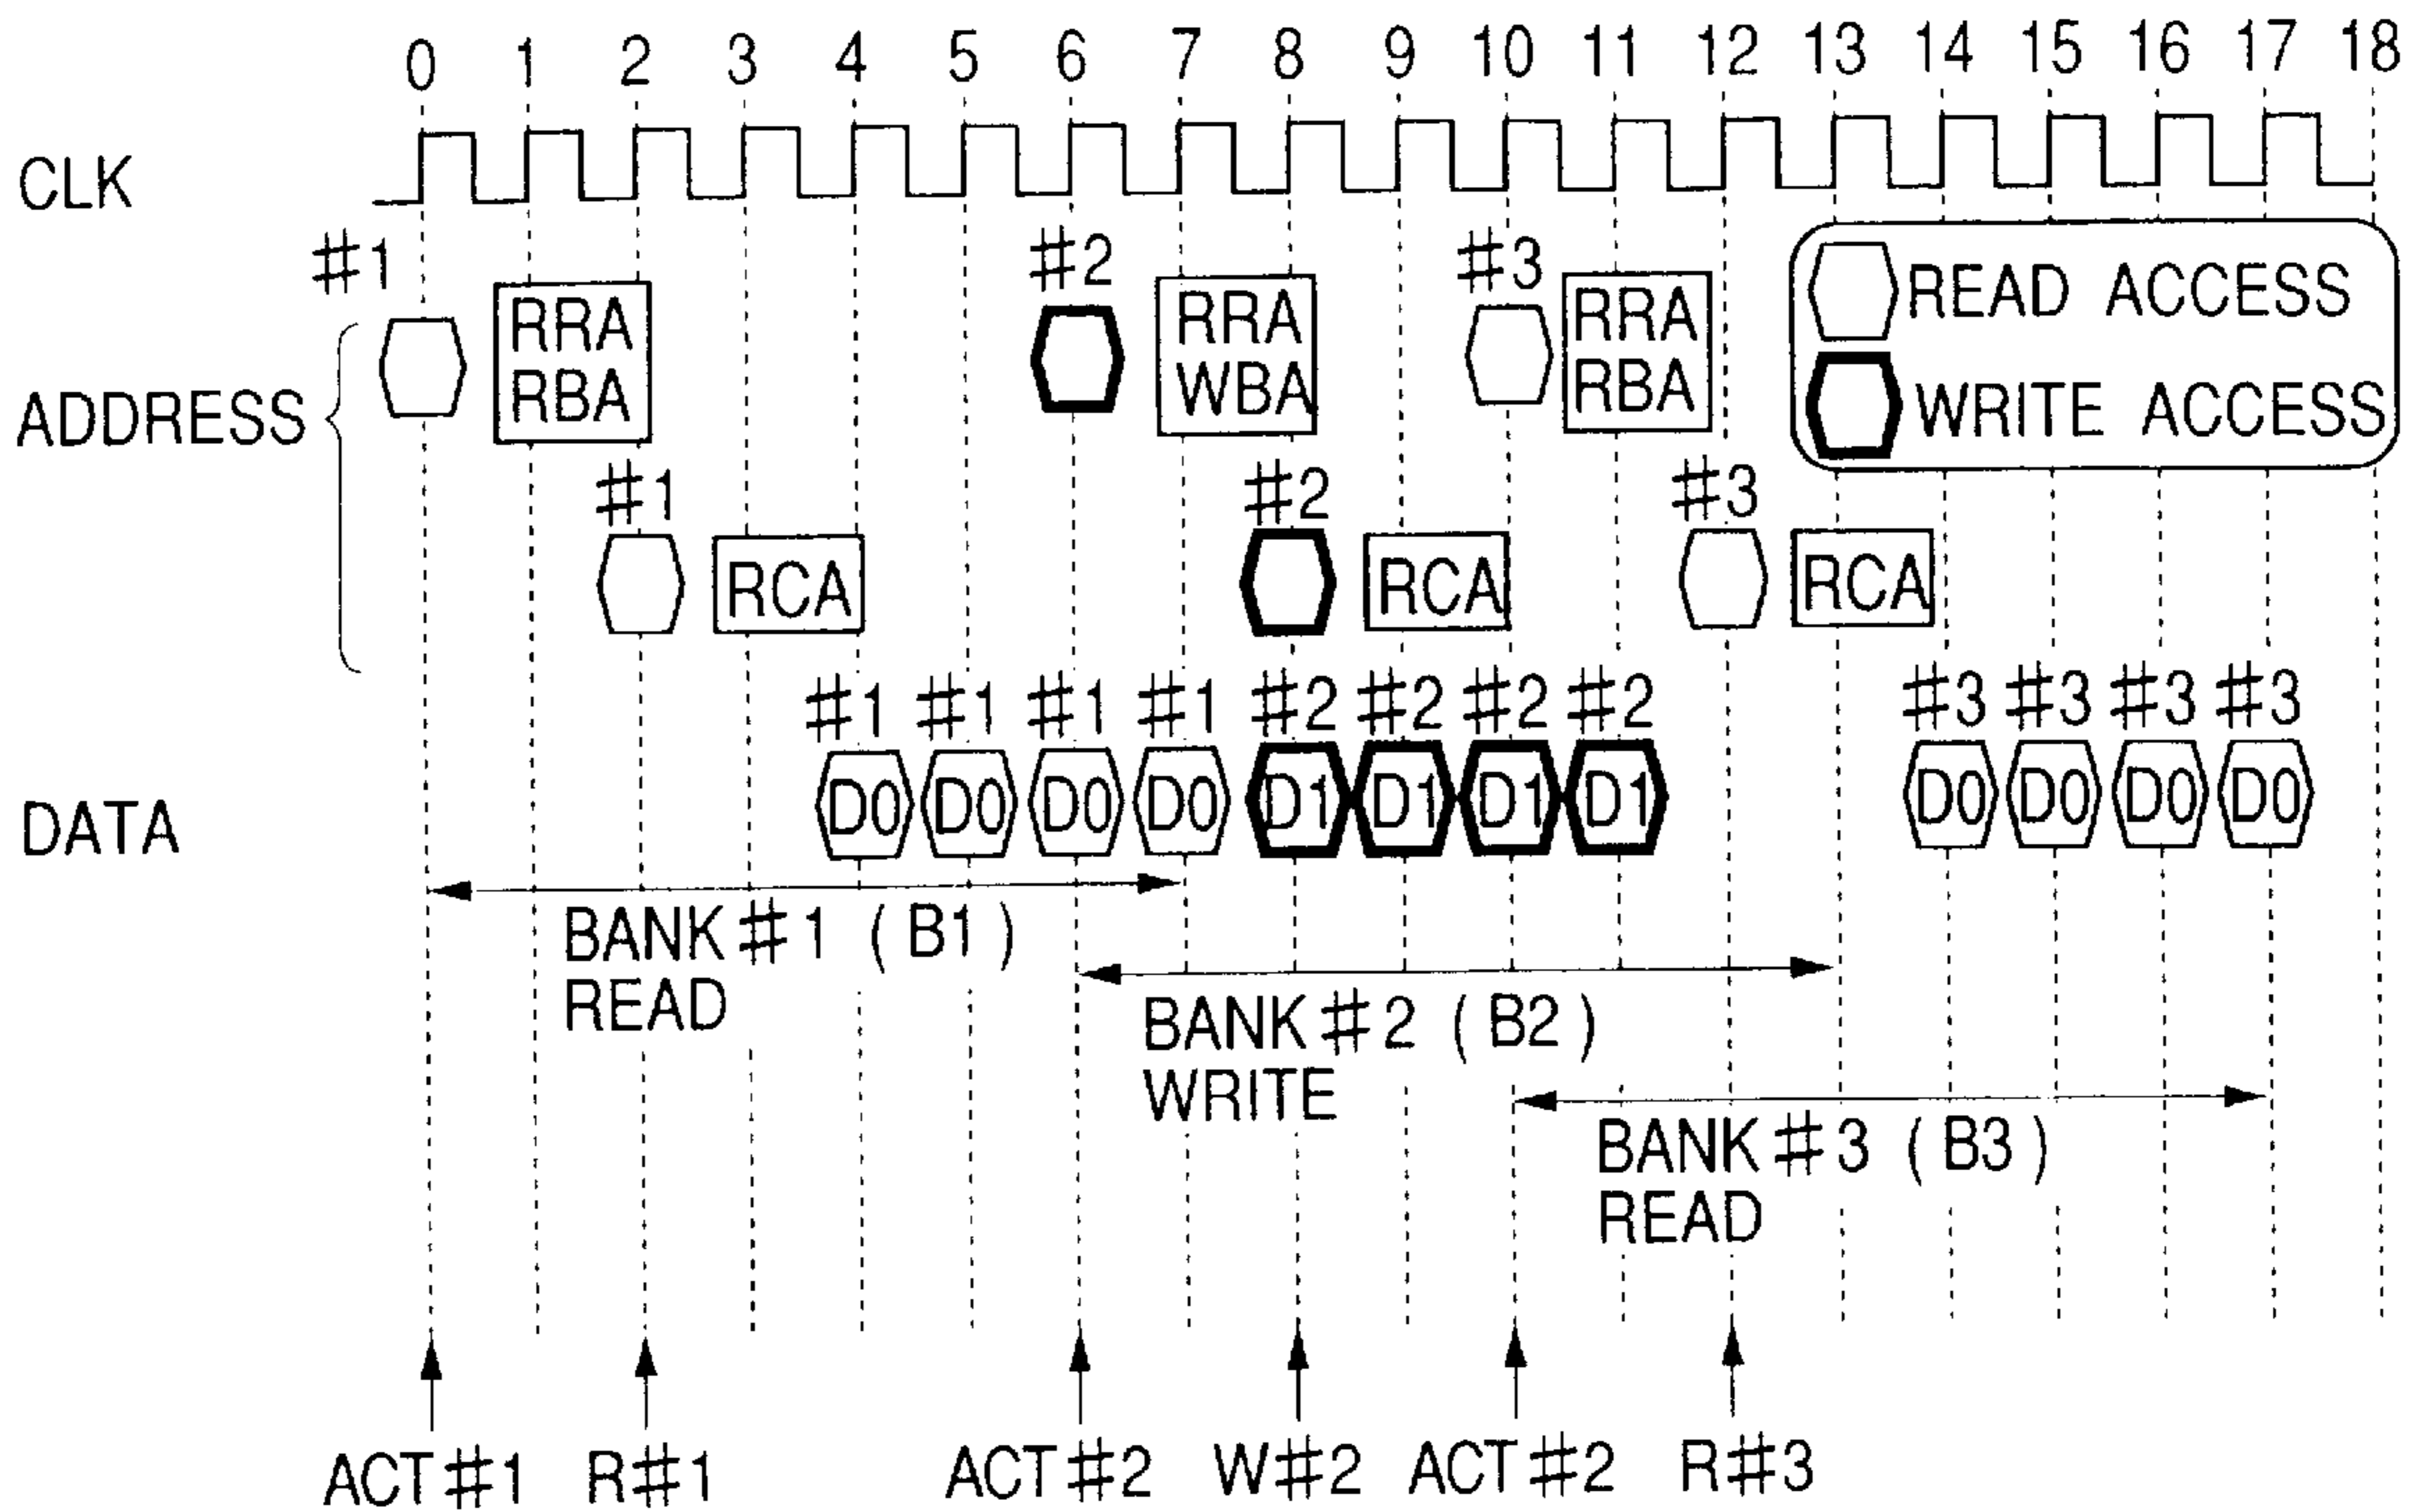 0 1 2 3 4 5 6 7 8 9 10 11 12 13 14 15 16 17 18
CLK
#1 #2 #3
RRA RRA RRA READ ACCESS
ADDRESS RBA WBA RBA WRITE ACCESS
#1 #2 #3
RCA RCA RCA
#1 #1 #1 #1 #2 #2 #2 #2 #3 #3 #3 #3
DATA D0 D0 D0 D0 D1 D1 D1 D1 D0 D0 D0 D0
BANK #1 (B1)
READ
BANK #2 (B2)
WRITE
BANK #3 (B3)
READ
ACT #1 R#1 ACT #2 W#2 ACT #2 R#3